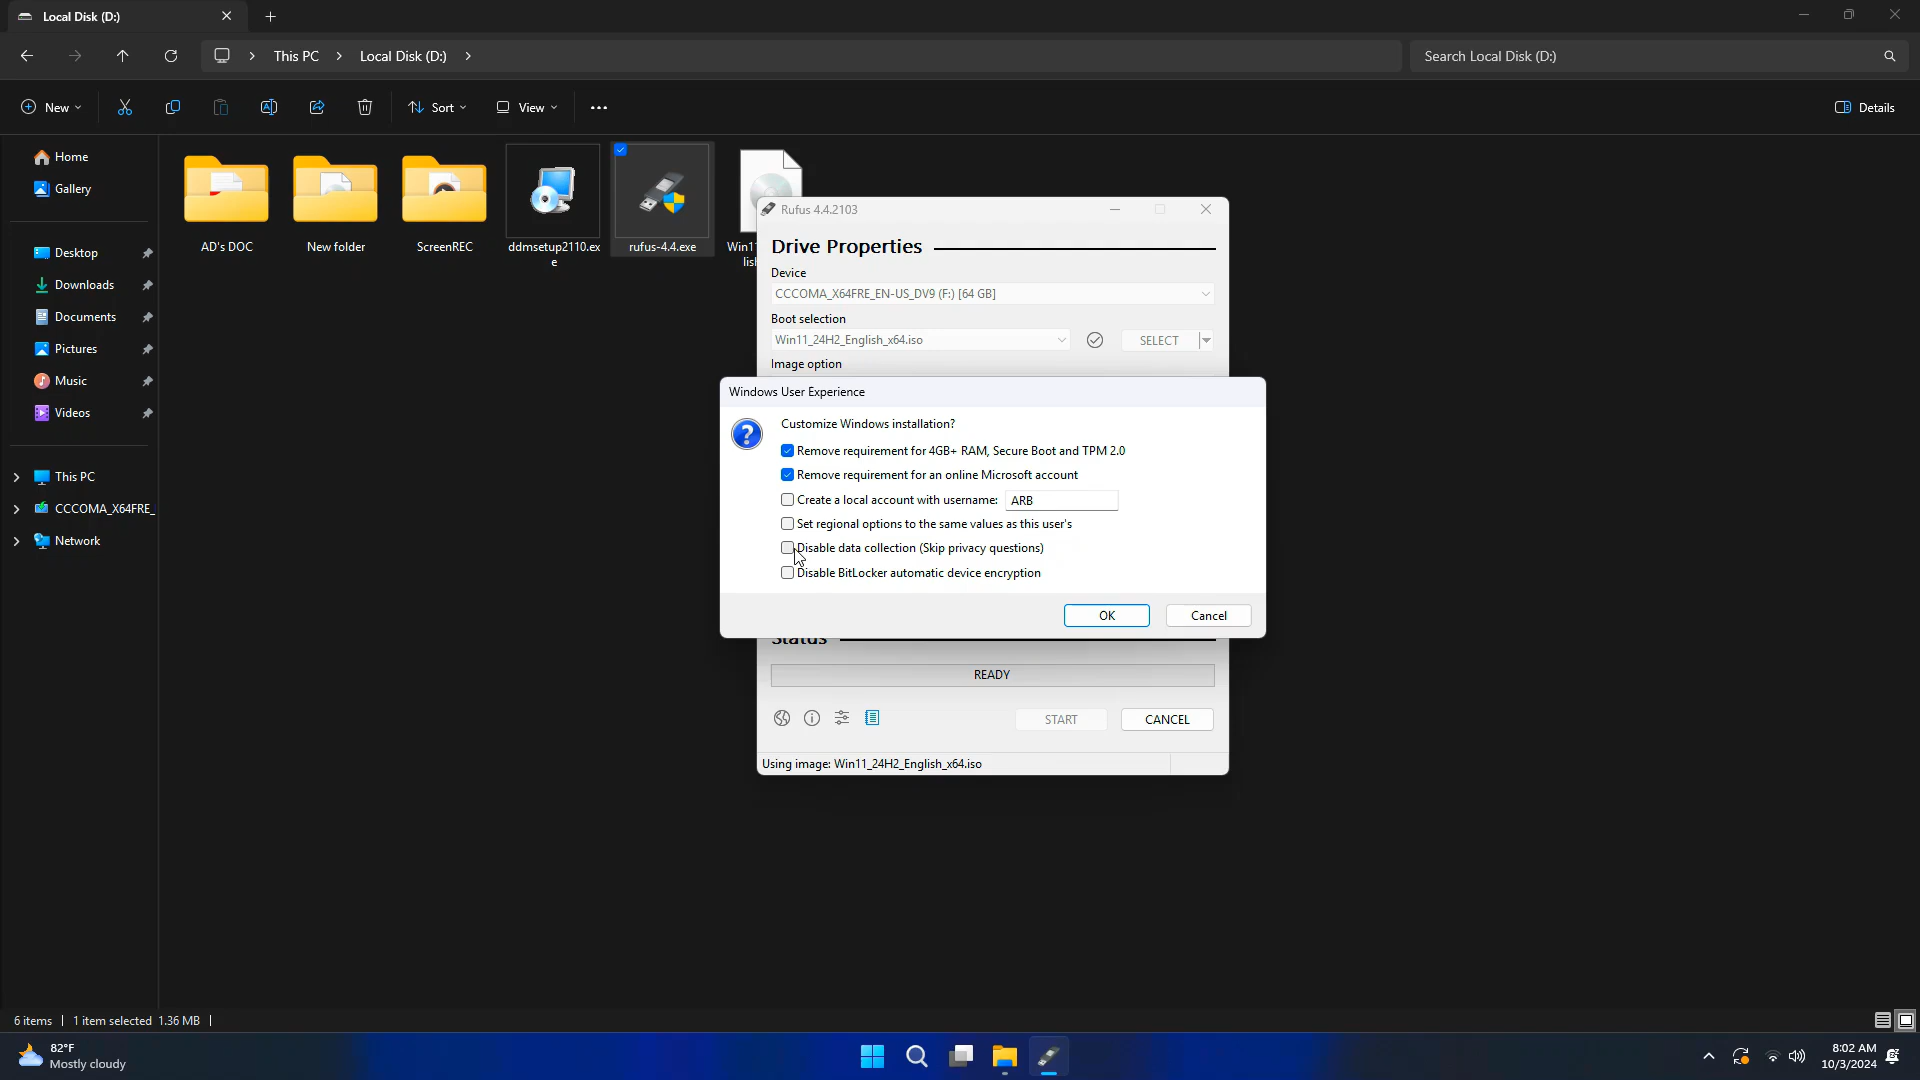 Local Disk (D:)
This PC
Local Disk (D:)
Search Local Disk (D:)
New
Sort
View
Details
Home
Gallery
Desktop
Downloads
Documents
Pictures
Music
Videos
This PC
CCCOMA_X64FRE_
Network
AD's DOC
New folder
ScreenREC
ddmsetup2110.ex
e
rufus-4.4.exe
Rufus 4.4.2103
Drive Properties
Device
CCCOMA_X64FRE_EN-US_DV9 (F:) [64 GB]
Boot selection
Win11_24H2_English_x64.iso
SELECT
Image option
Windows User Experience
Customize Windows installation?
Remove requirement for 4GB+ RAM, Secure Boot and TPM 2.0
Remove requirement for an online Microsoft account
Create a local account with username: ARB
Set regional options to the same values as this user's
Disable data collection (Skip privacy questions)
Disable BitLocker automatic device encryption
OK
Cancel
Status
READY
START
CANCEL
Using image: Win11_24H2_English_x64.iso
6 items
1 item selected 1.36 MB
82°F
Mostly cloudy
8:02 AM
10/3/2024